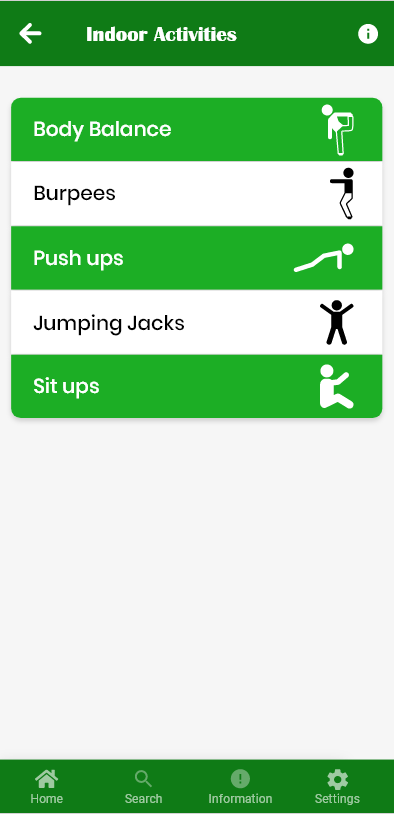 Indoor Activities
Body Balance
Burpees
Push ups
Jumping Jacks
Sit ups
Home Search Information Settings